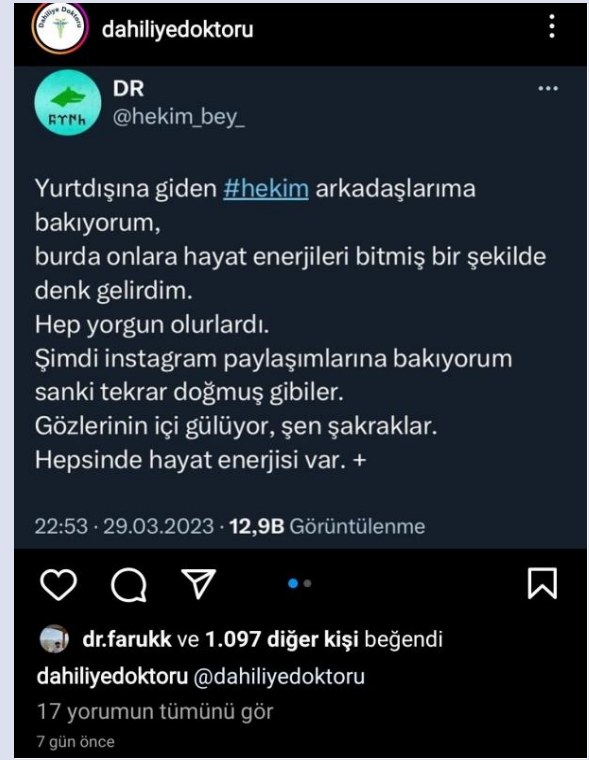 Dahiliye Doktoru
dahiliyedoktoru
DR
@hekim_bey_
Yurtdışına giden #hekim arkadaşlarıma
bakıyorum,
burda onlara hayat enerjileri bitmiş bir şekilde
denk gelirdim.
Hep yorgun olurlardı.
Şimdi instagram paylaşımlarına bakıyorum
sanki tekrar doğmuş gibiler.
Gözlerinin içi gülüyor, şen şakraklar.
Hepsinde hayat enerjisi var. +
22:53 · 29.03.2023 · 12,9B Görüntülenme
dr.farukk ve 1.097 diğer kişi beğendi
dahiliyedoktoru @dahiliyedoktoru
17 yorumun tümünü gör
7 gün önce